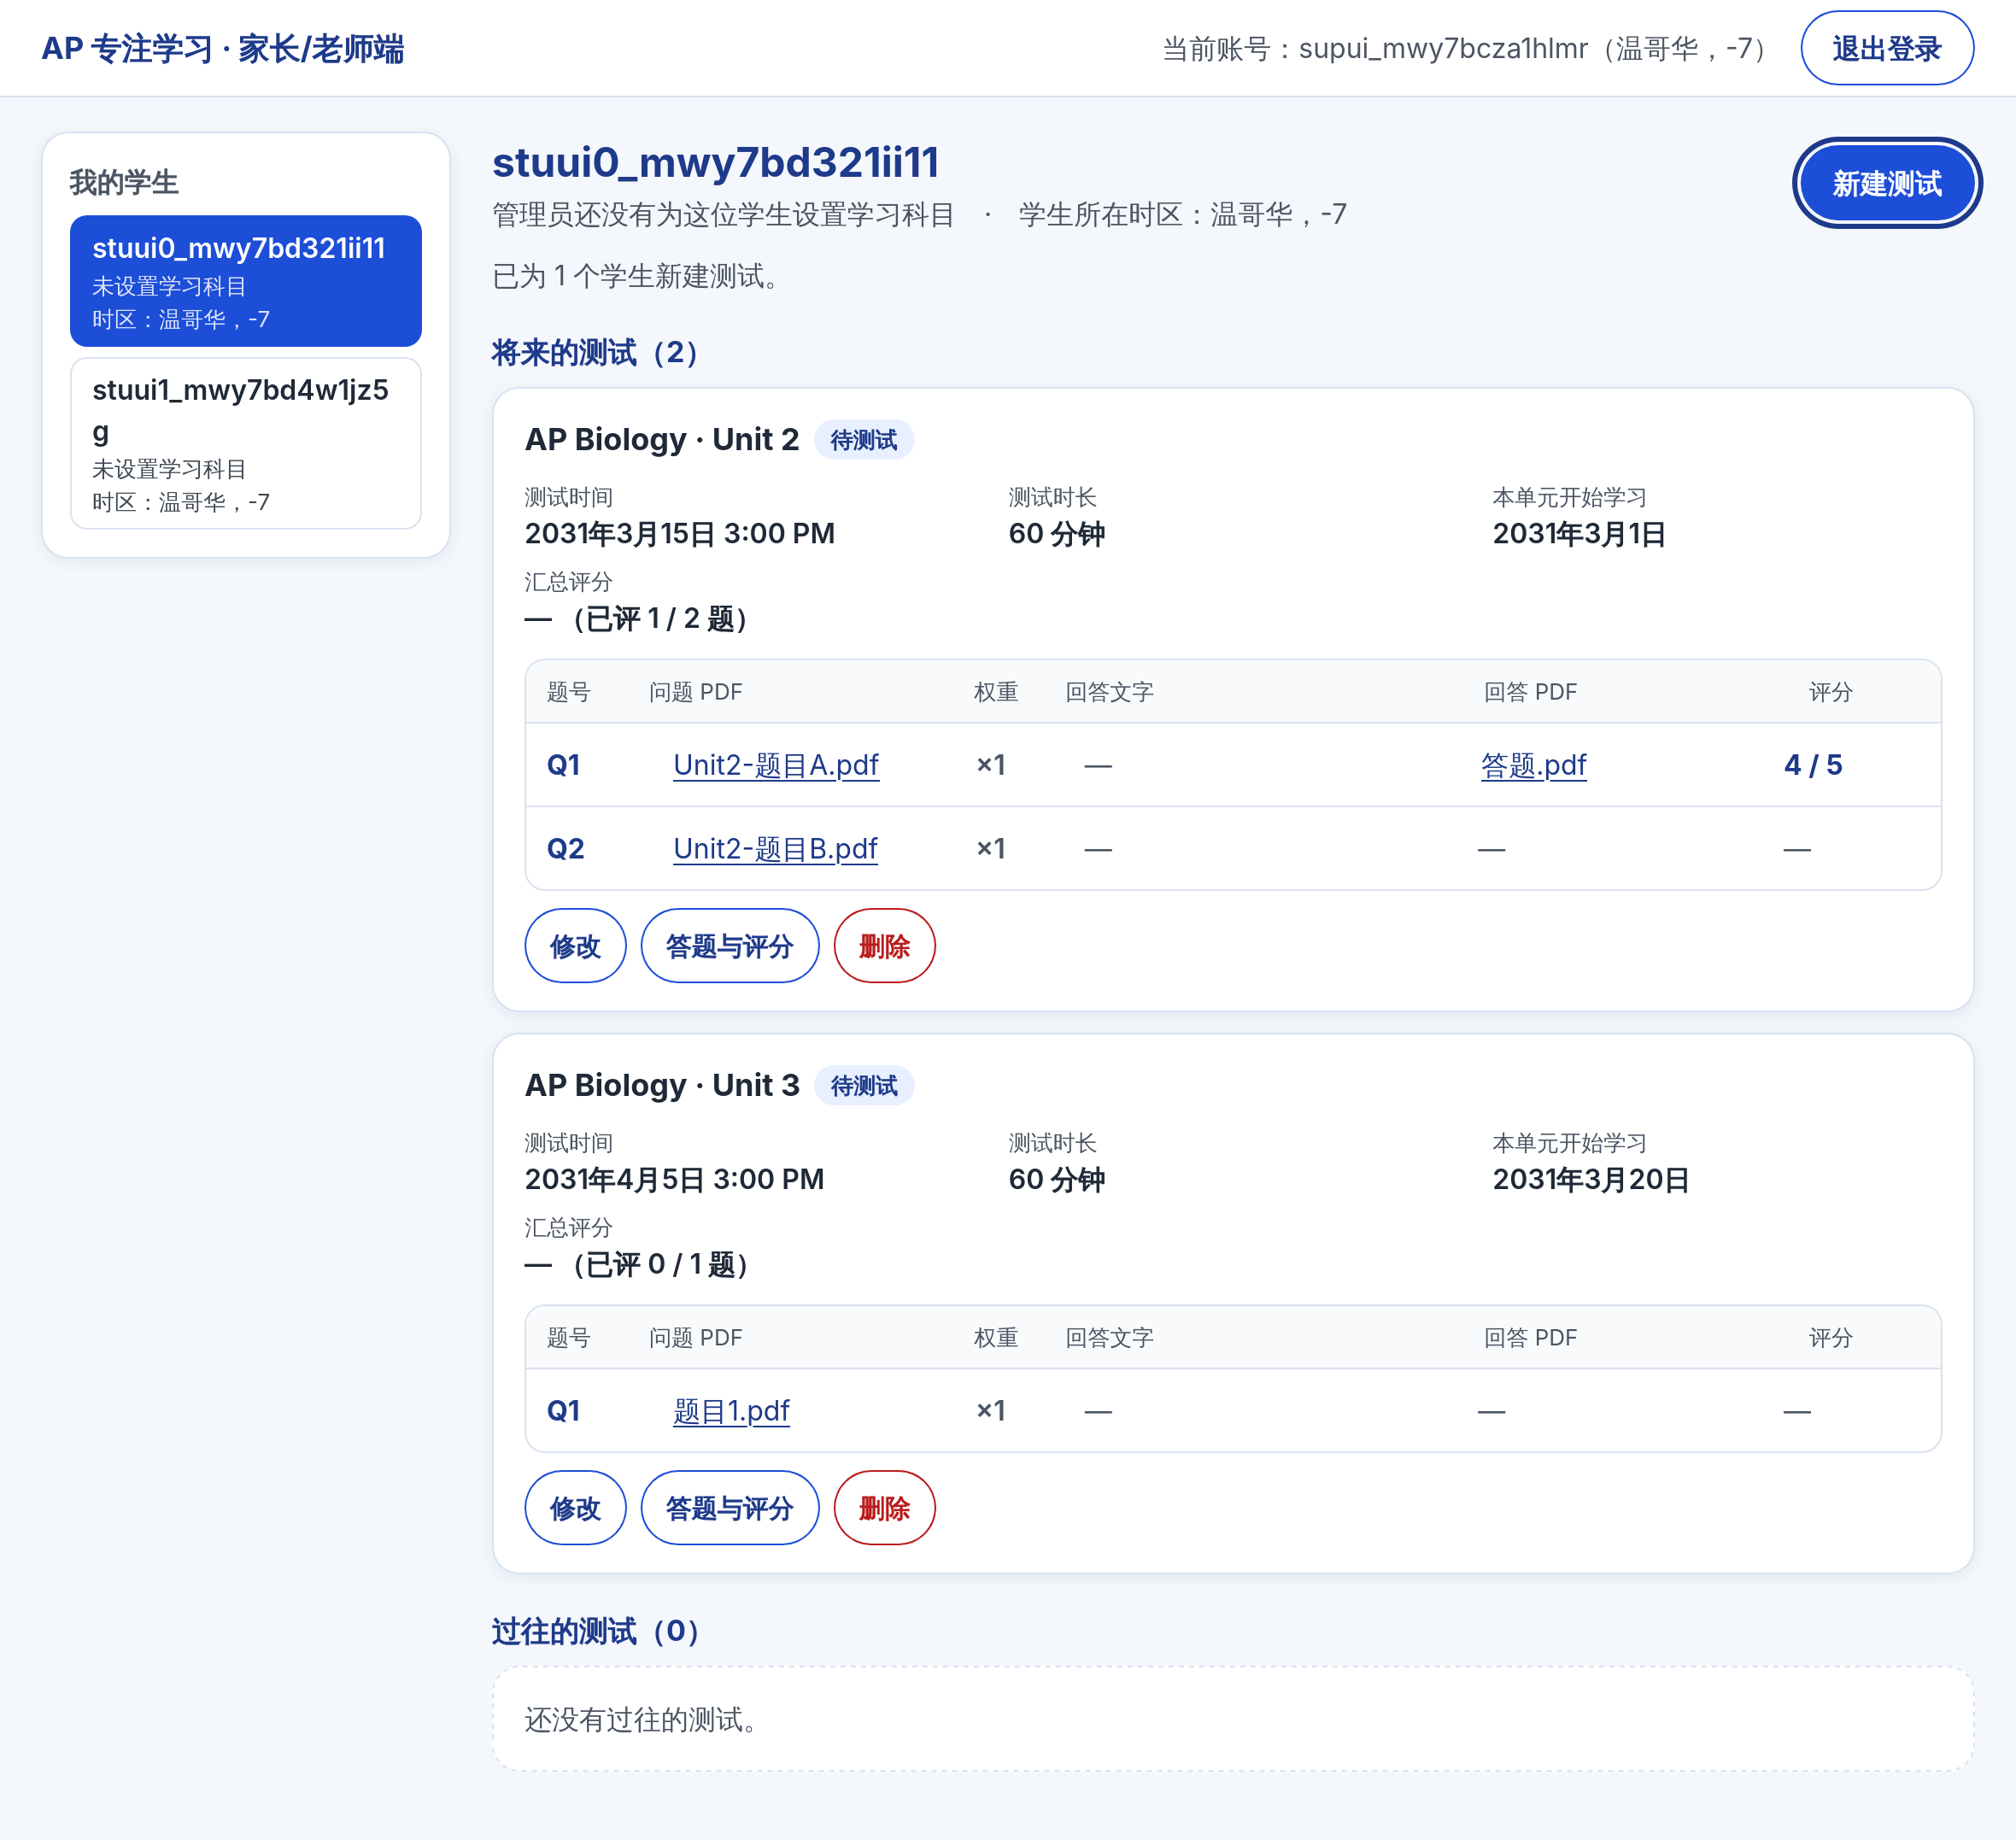 AP 专注学习 · 家长/老师端
当前账号：supui_mwy7bcza1hlmr（温哥华，-7）
退出登录
我的学生
stuui0_mwy7bd321ii11
未设置学习科目
时区：温哥华，-7
stuui1_mwy7bd4w1jz5
g
未设置学习科目
时区：温哥华，-7
stuui0_mwy7bd321ii11
新建测试
管理员还没有为这位学生设置学习科目 · 学生所在时区：温哥华，-7
已为 1 个学生新建测试。
将来的测试（2）
AP Biology · Unit 2 待测试
测试时间 测试时长 本单元开始学习
2031年3月15日 3:00 PM 60 分钟 2031年3月1日
汇总评分
— （已评 1 / 2 题）
题号 问题 PDF 权重 回答文字 回答 PDF 评分
Q1 Unit2-题目A.pdf ×1 — 答题.pdf 4 / 5
Q2 Unit2-题目B.pdf ×1 — — —
修改 答题与评分 删除
AP Biology · Unit 3 待测试
测试时间 测试时长 本单元开始学习
2031年4月5日 3:00 PM 60 分钟 2031年3月20日
汇总评分
— （已评 0 / 1 题）
题号 问题 PDF 权重 回答文字 回答 PDF 评分
Q1 题目1.pdf ×1 — — —
修改 答题与评分 删除
过往的测试（0）
还没有过往的测试。